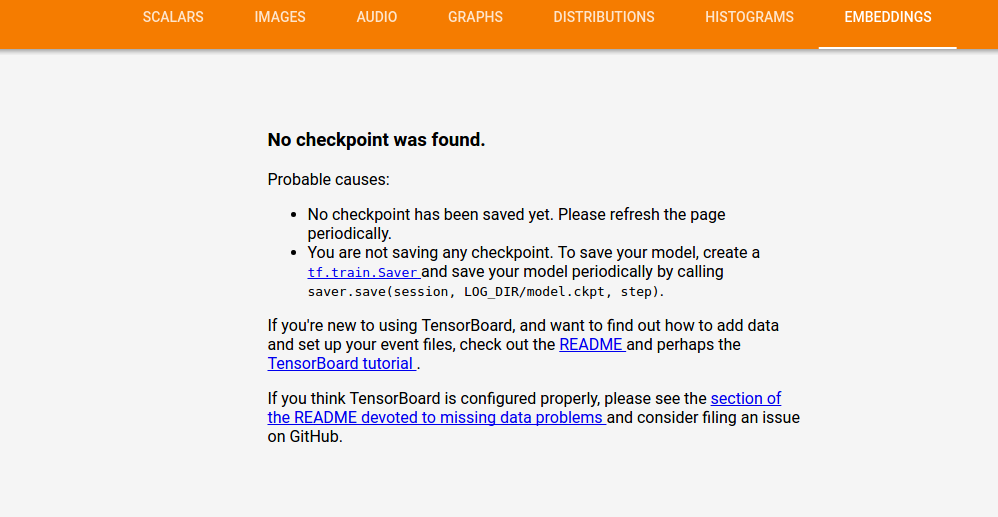 SCALARS IMAGES AUDIO GRAPHS DISTRIBUTIONS HISTOGRAMS EMBEDDINGS
No checkpoint was found.
Probable causes:
• No checkpoint has been saved yet. Please refresh the page
periodically.
• You are not saving any checkpoint. To save your model, create a
tf.train.Saver and save your model periodically by calling
saver.save(session, LOG_DIR/model.ckpt, step).
If you're new to using TensorBoard, and want to find out how to add data
and set up your event files, check out the README and perhaps the
TensorBoard tutorial .
If you think TensorBoard is configured properly, please see the section of
the README devoted to missing data problems and consider filing an issue
on GitHub.